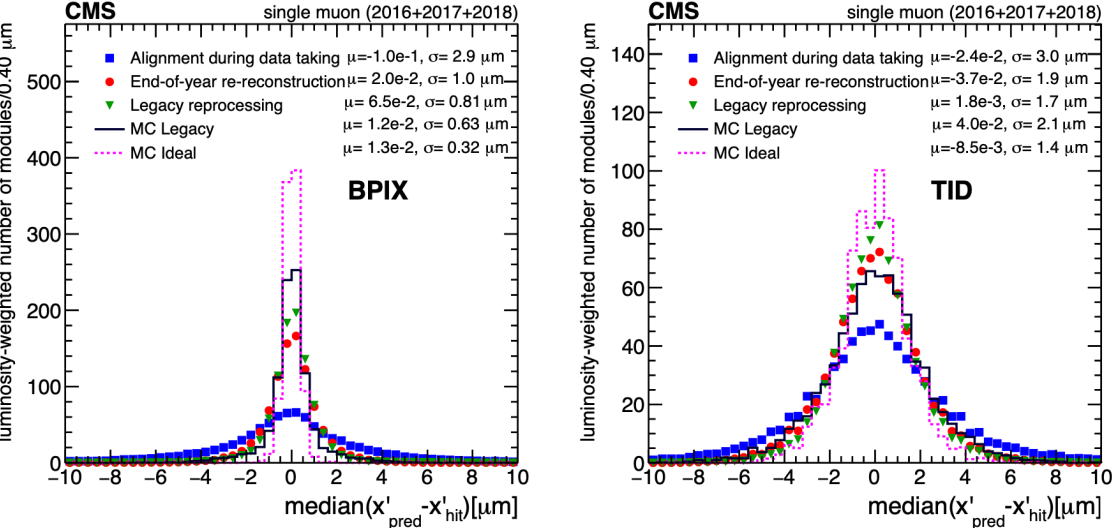 CMS single muon (2016+2017+2018)
luminosity-weighted number of modules/0.40 μm
Alignment during data taking μ=-1.0e-1, σ= 2.9 μm
End-of-year re-reconstruction μ= 2.0e-2, σ= 1.0 μm
Legacy reprocessing μ= 6.5e-2, σ= 0.81 μm
MC Legacy μ= 1.2e-2, σ= 0.63 μm
MC Ideal μ= 1.3e-2, σ= 0.32 μm
BPIX
500
400
300
200
100
0
−10 −8 −6 −4 −2 0 2 4 6 8 10
median(x'pred-x'hit)[μm]
CMS single muon (2016+2017+2018)
luminosity-weighted number of modules/0.40 μm
Alignment during data taking μ=-2.4e-2, σ= 3.0 μm
End-of-year re-reconstruction μ=-3.7e-2, σ= 1.9 μm
Legacy reprocessing μ= 1.8e-3, σ= 1.7 μm
MC Legacy μ= 4.0e-2, σ= 2.1 μm
MC Ideal μ=-8.5e-3, σ= 1.4 μm
TID
140
120
100
80
60
40
20
0
−10 −8 −6 −4 −2 0 2 4 6 8 10
median(x'pred-x'hit)[μm]